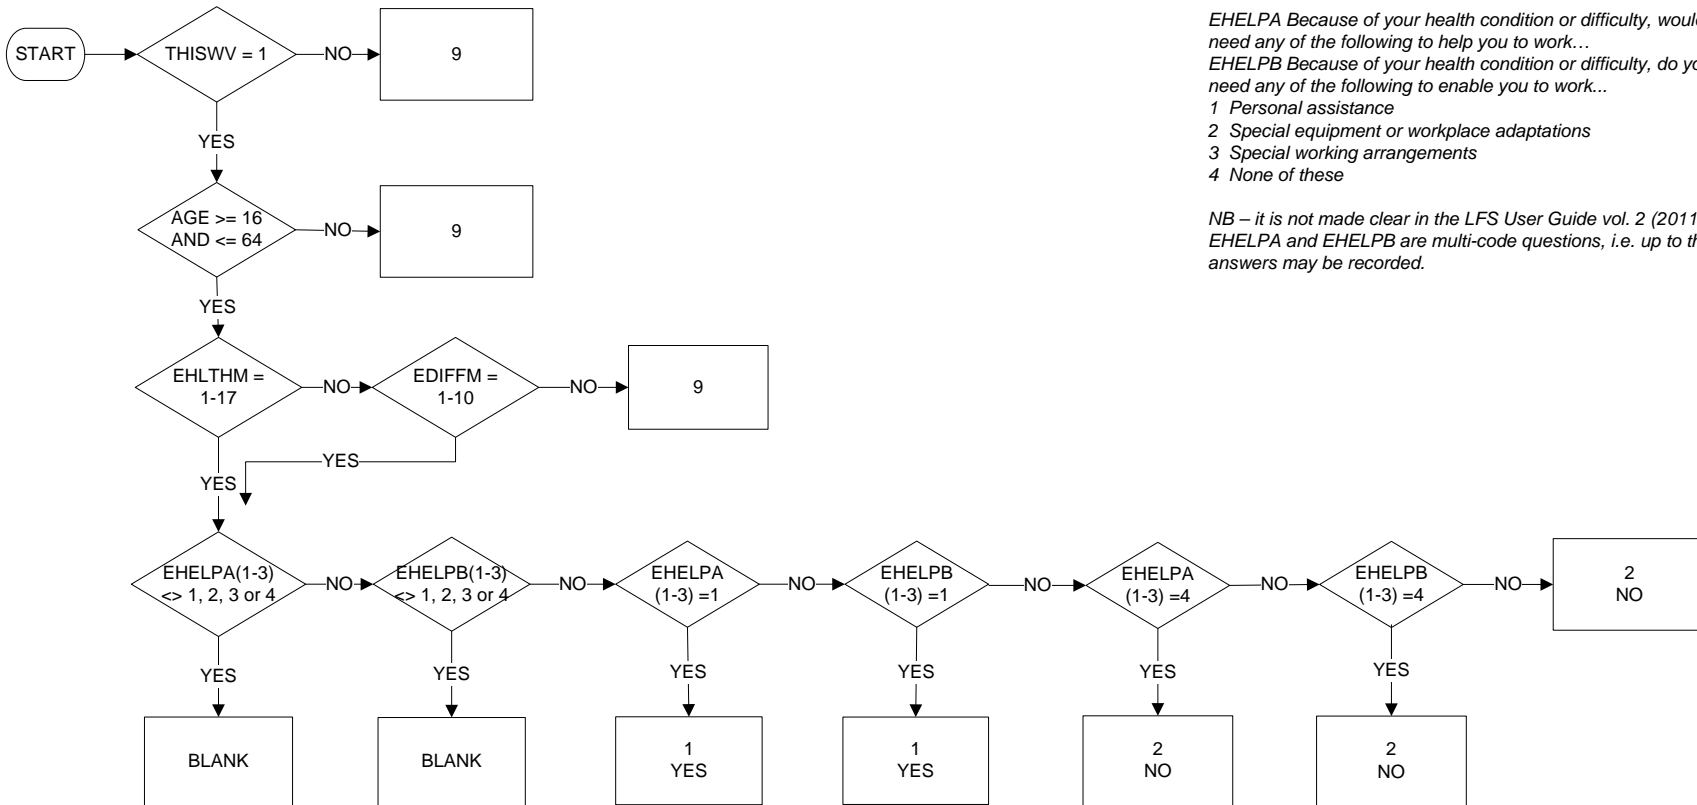 START
THISWV = 1
NO
9
YES
AGE >= 16
AND <= 64
NO
9
YES
EHLTHM =
1-17
NO
EDIFFM =
1-10
NO
9
YES
YES
EHELPA(1-3)
<> 1, 2, 3 or 4
NO
EHELPB(1-3)
<> 1, 2, 3 or 4
NO
EHELPA
(1-3) =1
NO
EHELPB
(1-3) =1
NO
EHELPA
(1-3) =4
NO
EHELPB
(1-3) =4
NO
2
NO
YES
YES
YES
YES
YES
YES
BLANK
BLANK
1
YES
1
YES
2
NO
2
NO
EHELPA Because of your health condition or difficulty,
need any of the following to help you to work…
EHELPB Because of your health condition or difficulty, do
need any of the following to enable you to work...
1 Personal assistance
2 Special equipment or workplace adaptations
3 Special working arrangements
4 None of these
NB – it is not made clear in the LFS User Guide vol. 2 (2011
EHELPA and EHELPB are multi-code questions, i.e. up to
answers may be recorded.